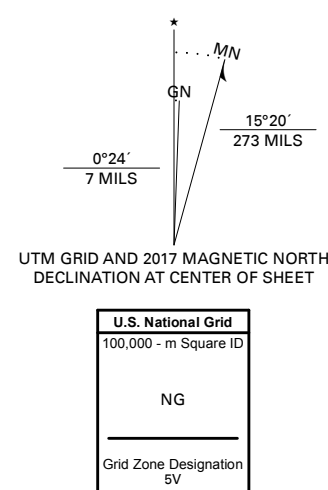 ★
MN
GN
15°20´
273 MILS
0°24´
7 MILS
UTM GRID AND 2017 MAGNETIC NORTH
DECLINATION AT CENTER OF SHEET
U.S. National Grid
100,000 - m Square ID
NG
Grid Zone Designation
5V